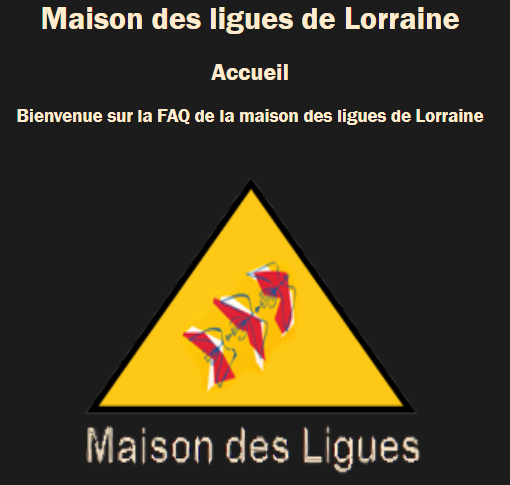 Maison des ligues de Lorraine
Accueil
Bienvenue sur la FAQ de la maison des ligues de Lorraine
Maison des Ligues